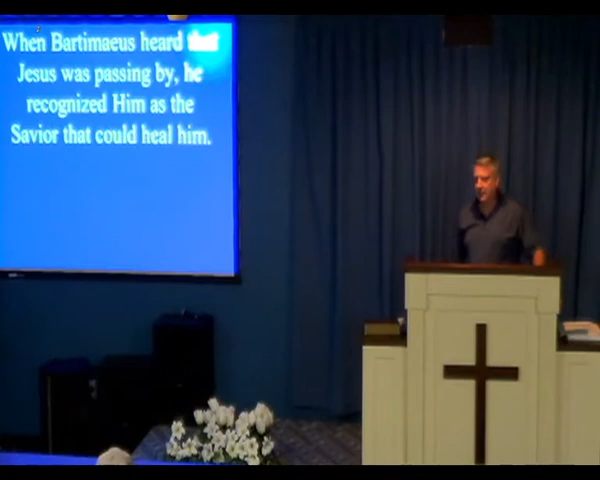 When Bartimaeus heard that
Jesus was passing by, he
recognized Him as the
Savior that could heal him.